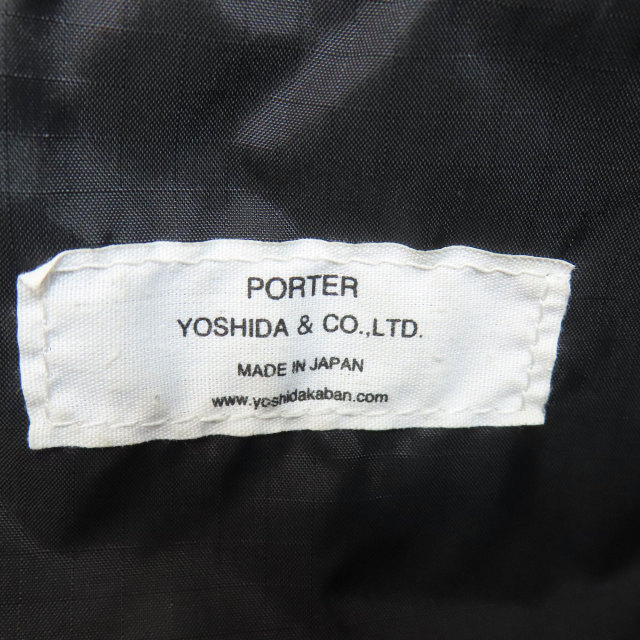 PORTER
YOSHIDA & CO.,LTD.
MADE IN JAPAN
www.yoshidakaban.com